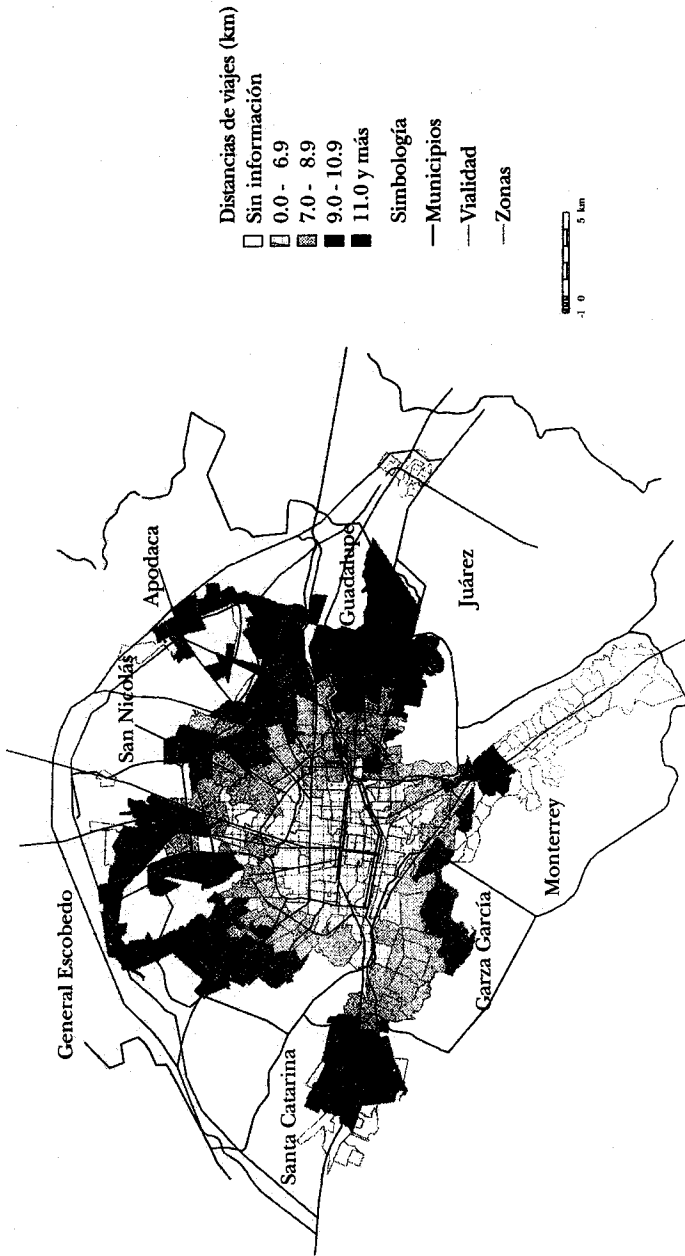 General Escobedo
San Nicolás
Apodaca
Guadalupe
Juárez
Monterrey
Garza García
Santa Catarina
Distancias de viajes (km)
Sin información
0.0 - 6.9
7.0 - 8.9
9.0 - 10.9
11.0 y más
Simbología
Municipios
Vialidad
Zonas
-1 0 5 km